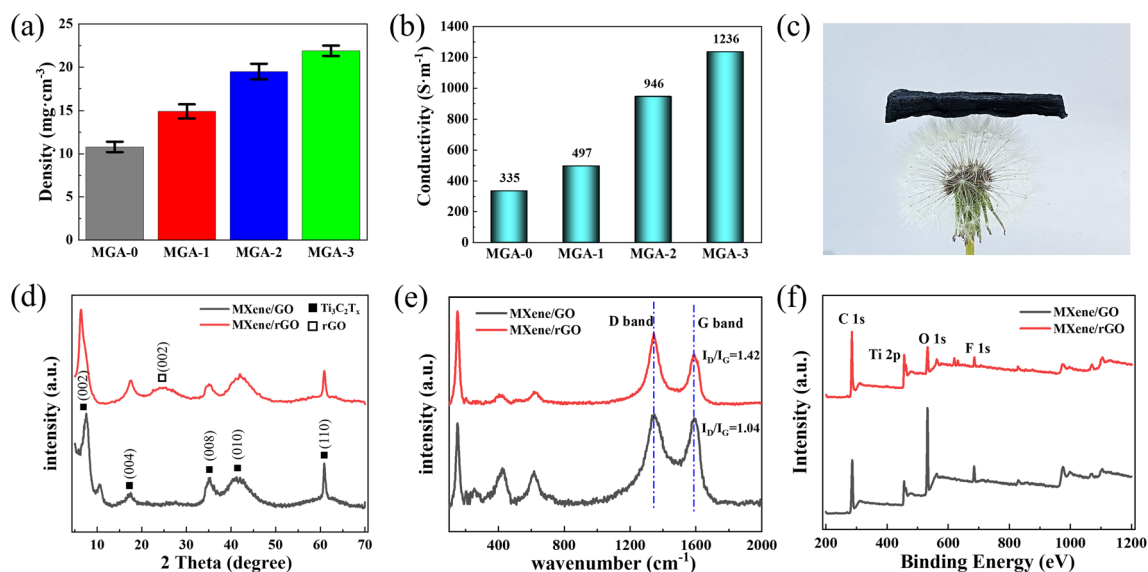 (a)
Density (mg·cm⁻³)
25
20
15
10
5
0
MGA-0 MGA-1 MGA-2 MGA-3
(b)
Conductivity (S·m⁻¹)
1400
1200
1000
800
600
400
200
0
335
497
946
1236
MGA-0 MGA-1 MGA-2 MGA-3
(c)
(d)
intensity (a.u.)
MXene/GO
MXene/rGO
Ti₃C₂Tₓ
rGO
(002)
(002)
(004)
(008)
(010)
(110)
10 20 30 40 50 60 70
2 Theta (degree)
(e)
intensity (a.u.)
MXene/GO
MXene/rGO
D band
G band
I_D/I_G=1.42
I_D/I_G=1.04
400 800 1200 1600 2000
wavenumber (cm⁻¹)
(f)
Intensity (a.u.)
MXene/GO
MXene/rGO
C 1s
Ti 2p
O 1s
F 1s
200 400 600 800 1000 1200
Binding Energy (eV)